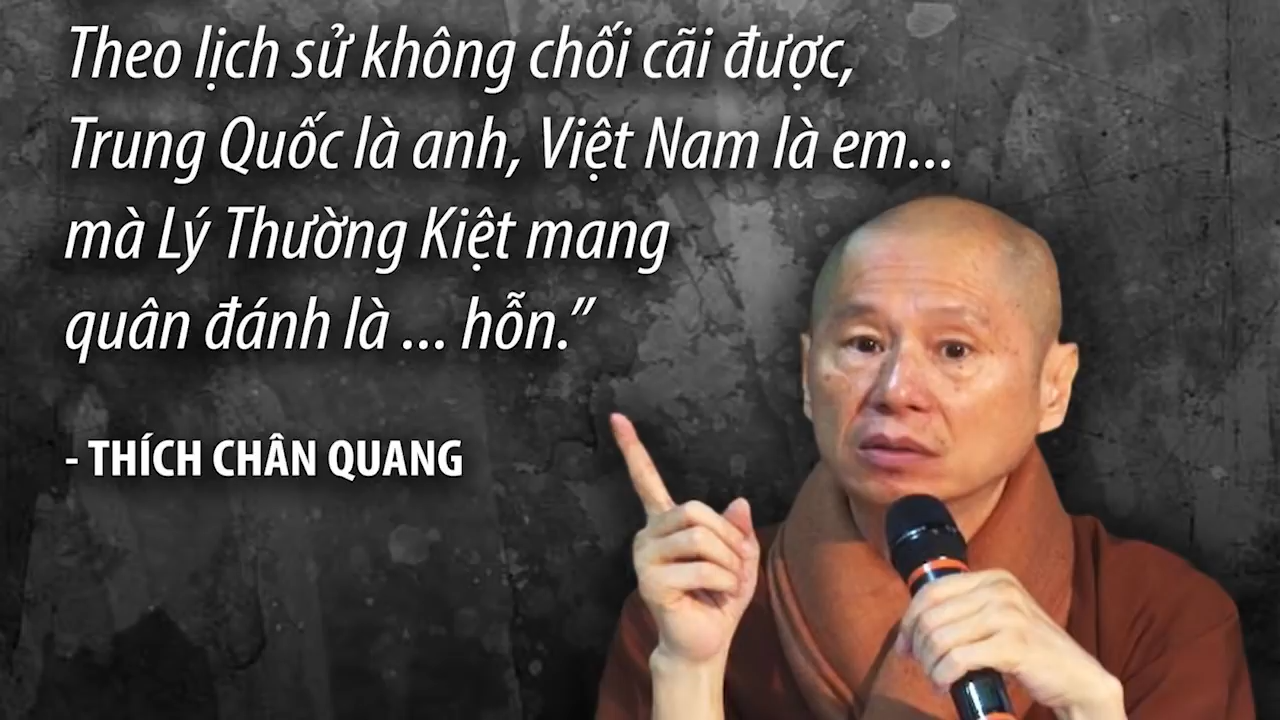 Theo lịch sử không chối cãi được,
Trung Quốc là anh, Việt Nam là em...
mà Lý Thường Kiệt mang
quân đánh là ... hỗn.”
- THÍCH CHÂN QUANG